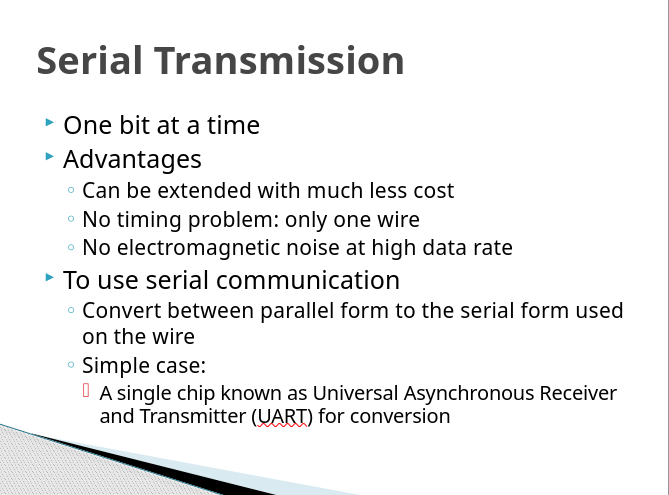 Serial Transmission
One bit at a time
Advantages
Can be extended with much less cost
No timing problem: only one wire
No electromagnetic noise at high data rate
To use serial communication
Convert between parallel form to the serial form used
on the wire
Simple case:
A single chip known as Universal Asynchronous Receiver
and Transmitter (UART) for conversion